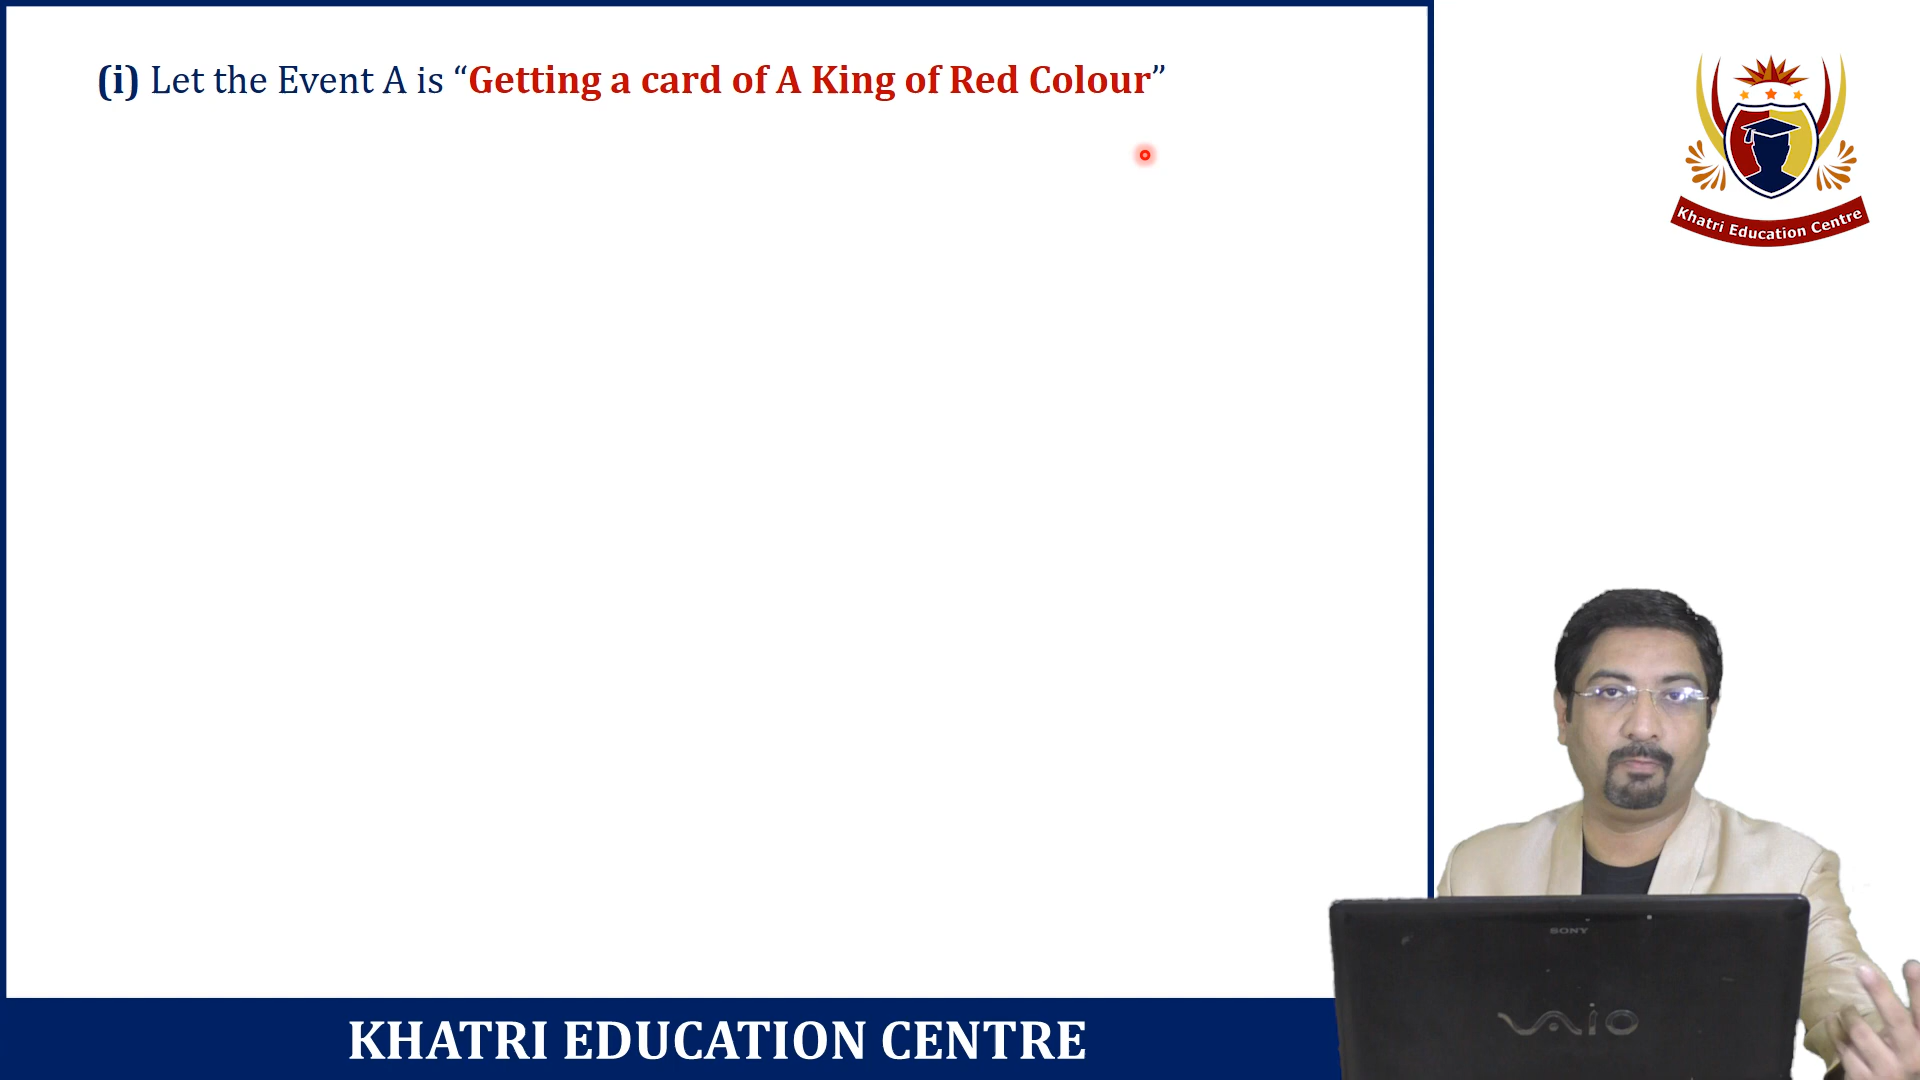 (i) Let the Event A is “Getting a card of A King of Red Colour”
Khatri Education Centre
SONY
VAIO
KHATRI EDUCATION CENTRE